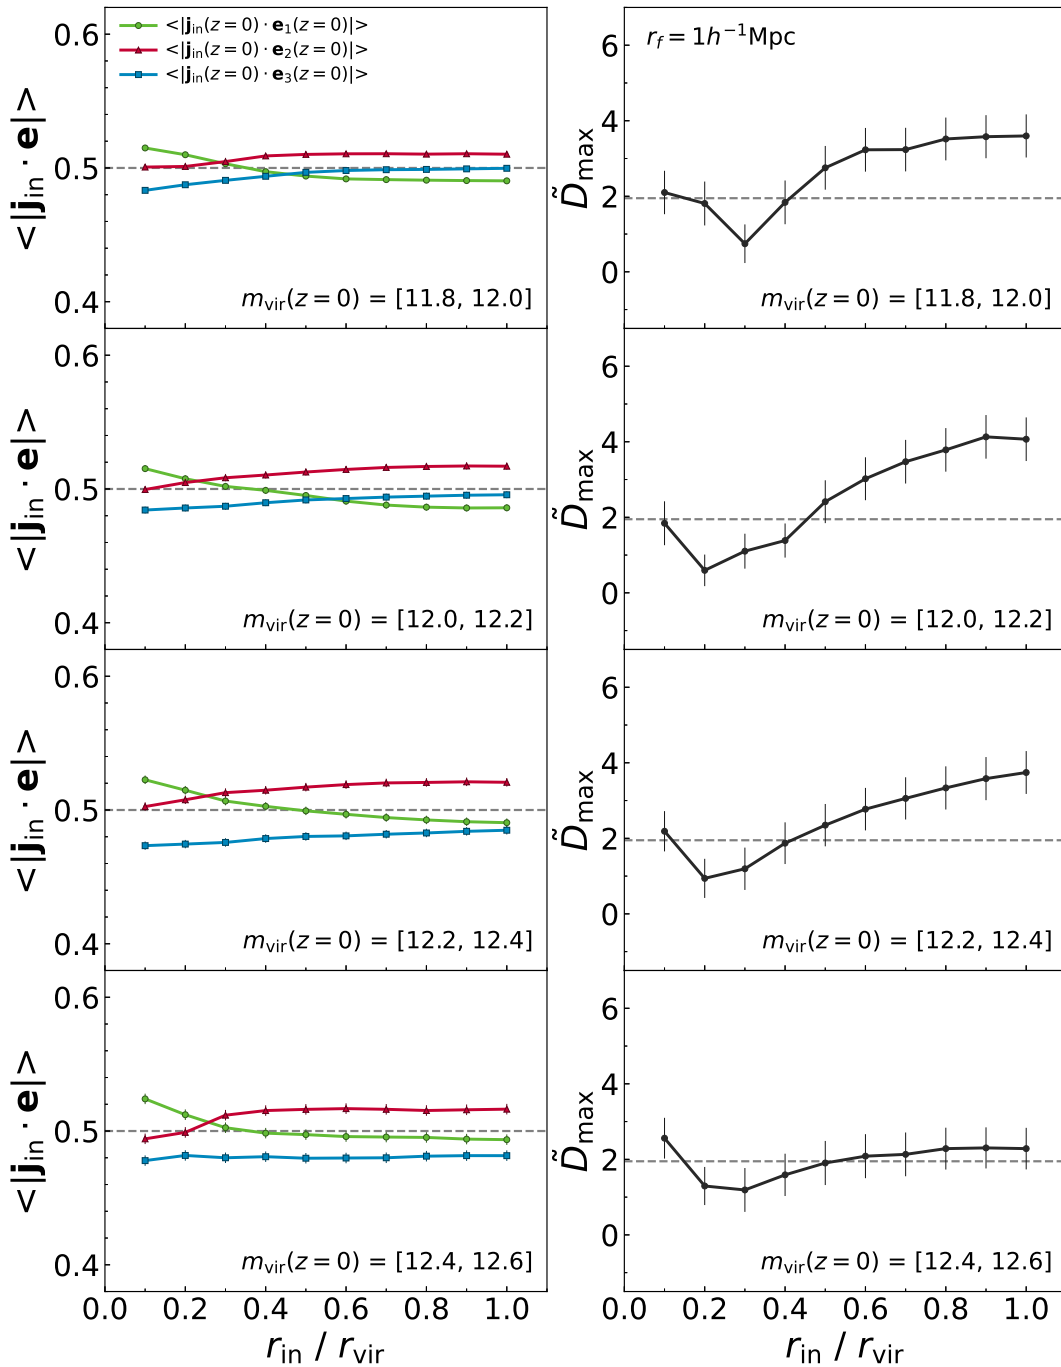 <|j_in · e|>
0.6
0.5
0.4
<|j_in(z=0) · e_1(z=0)|>
<|j_in(z=0) · e_2(z=0)|>
<|j_in(z=0) · e_3(z=0)|>
m_vir(z=0) = [11.8, 12.0]
D̃_max
6
4
2
0
r_f = 1h⁻¹Mpc
m_vir(z=0) = [11.8, 12.0]
<|j_in · e|>
0.6
0.5
0.4
m_vir(z=0) = [12.0, 12.2]
D̃_max
6
4
2
0
m_vir(z=0) = [12.0, 12.2]
<|j_in · e|>
0.6
0.5
0.4
m_vir(z=0) = [12.2, 12.4]
D̃_max
6
4
2
0
m_vir(z=0) = [12.2, 12.4]
<|j_in · e|>
0.6
0.5
0.4
m_vir(z=0) = [12.4, 12.6]
D̃_max
6
4
2
0
m_vir(z=0) = [12.4, 12.6]
0.0 0.2 0.4 0.6 0.8 1.0
r_in / r_vir
0.0 0.2 0.4 0.6 0.8 1.0
r_in / r_vir